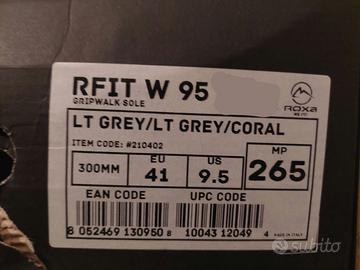 RFIT W 95
GRIPWALK SOLE
ROXA
LT GREY/LT GREY/CORAL
ITEM CODE: #210402
300MM
EU
41
US
9.5
MP
265
EAN CODE
UPC CODE
8 052469 130950 8
10043 12049 4
MADE IN ITALY
subito